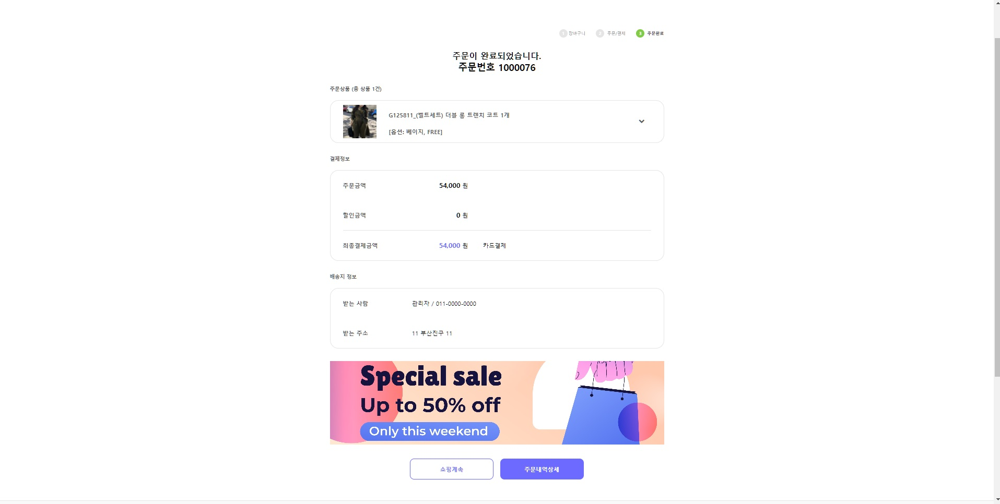 1 장바구니 2 주문/결제 3 주문완료
주문이 완료되었습니다.
주문번호 1000076
주문상품 (총 상품 1건)
G125811_(벨트세트) 더블 롱 트렌치 코트 1개
[옵션: 베이지, FREE]
결제정보
주문금액 54,000 원
할인금액 0 원
최종결제금액 54,000 원 카드결제
배송지 정보
받는 사람 관리자 / 011-0000-0000
받는 주소 11 부산진구 11
Special sale
Up to 50% off
Only this weekend
쇼핑계속 주문내역상세